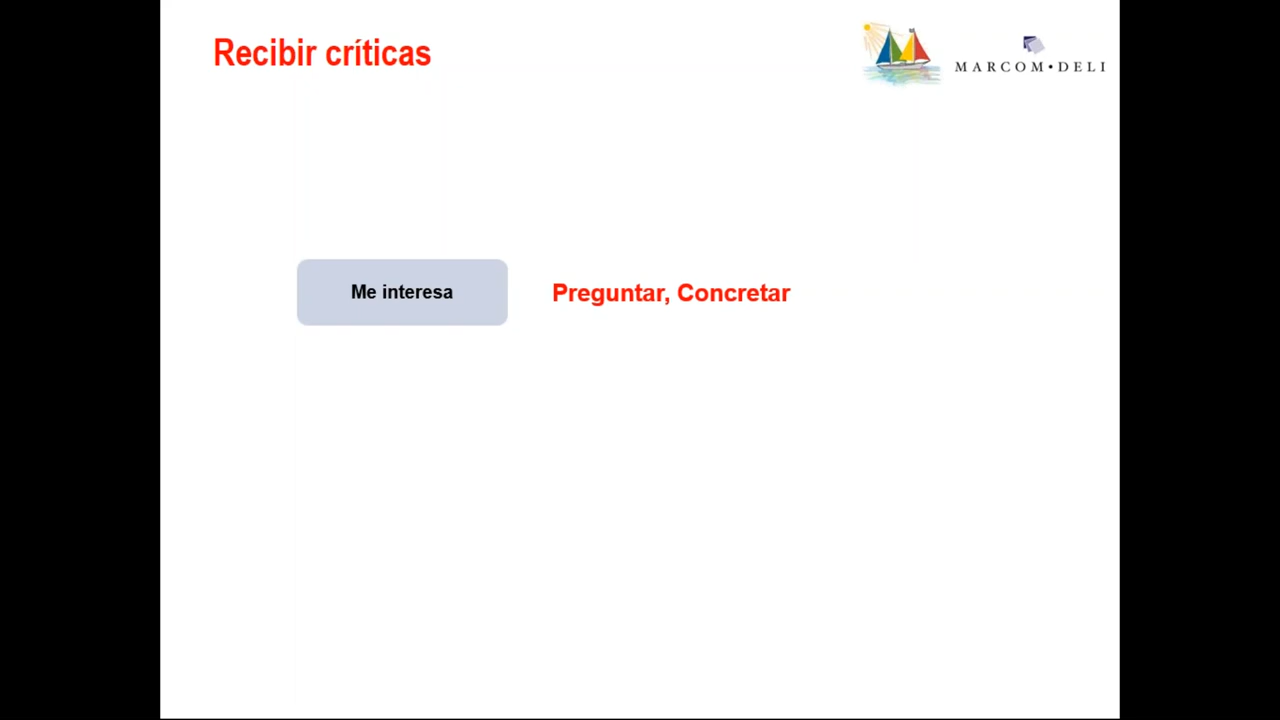 Recibir críticas
MARCOM•DELI
Me interesa
Preguntar, Concretar